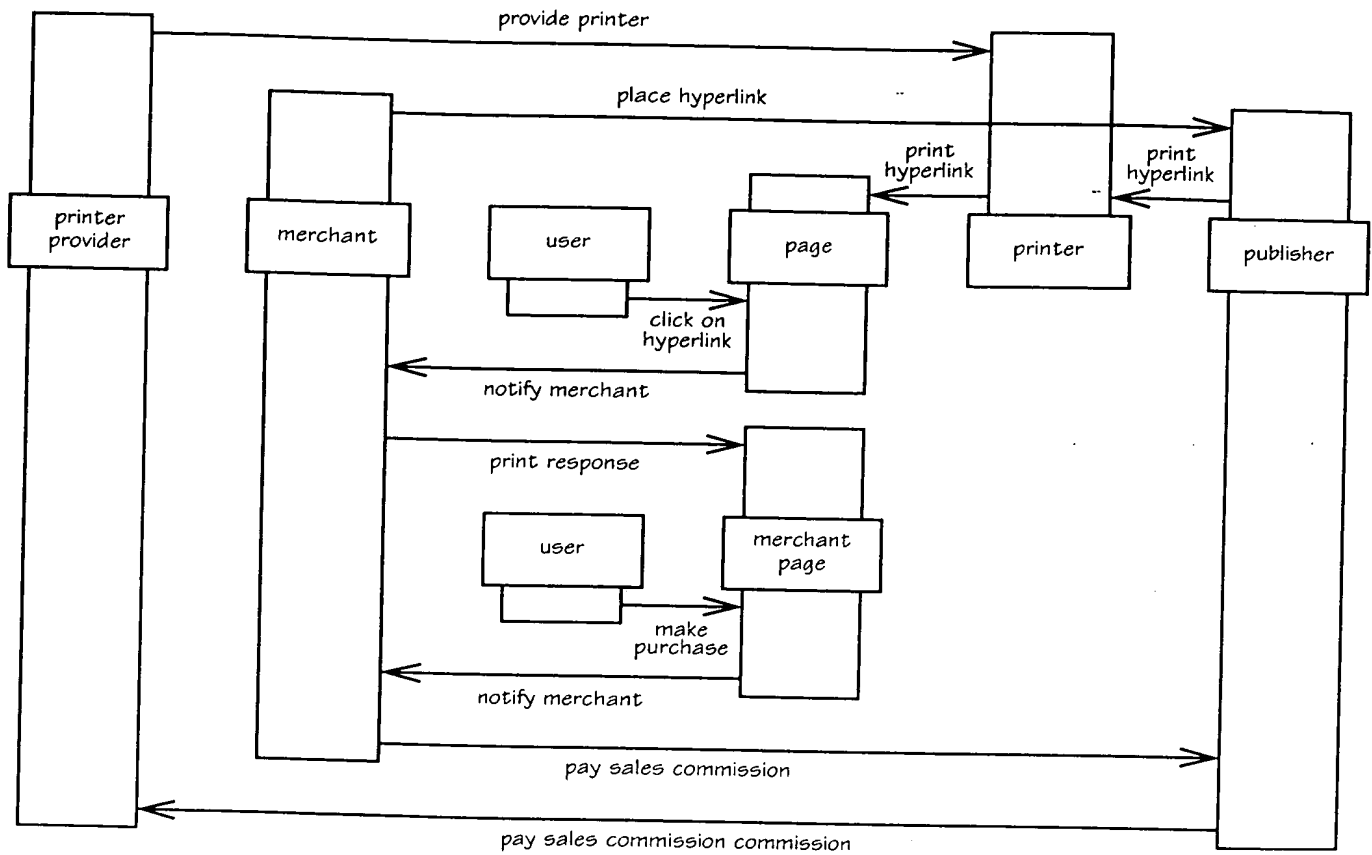 provide printer
place hyperlink
print
hyperlink
print
hyperlink
printer
provider
merchant
user
page
printer
publisher
click on
hyperlink
notify merchant
print response
user
merchant
page
make
purchase
notify merchant
pay sales commission
pay sales commission commission